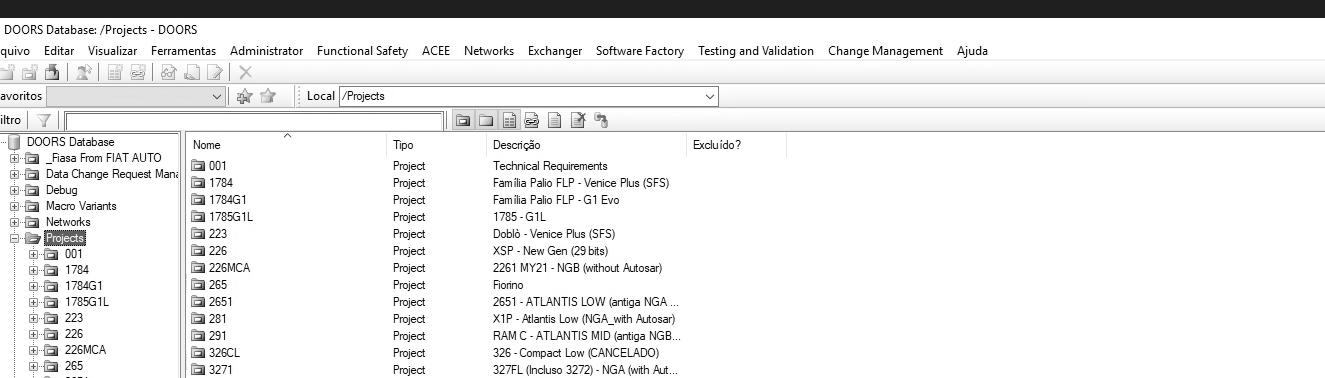 DOORS Database: /Projects - DOORS
quivo Editar Visualizar Ferramentas Administrator Functional Safety ACEE Networks Exchanger Software Factory Testing and Validation Change Management Ajuda
avoritos Local /Projects
iltro
DOORS Database
_Fiasa From FIAT AUTO
Data Change Request Mana
Debug
Macro Variants
Networks
Projects
001
1784
1784G1
1785G1L
223
226
226MCA
265
Nome Tipo Descrição Excluído?
001 Project Technical Requirements
1784 Project Família Palio FLP - Venice Plus (SFS)
1784G1 Project Família Palio FLP - G1 Evo
1785G1L Project 1785 - G1L
223 Project Doblò - Venice Plus (SFS)
226 Project XSP - New Gen (29 bits)
226MCA Project 2261 MY21 - NGB (without Autosar)
265 Project Fiorino
2651 Project 2651 - ATLANTIS LOW (antiga NGA ...
281 Project X1P - Atlantis Low (NGA_with Autosar)
291 Project RAM C - ATLANTIS MID (antiga NGB...
326CL Project 326 - Compact Low (CANCELADO)
3271 Project 327FL (Incluso 3272) - NGA (with Aut...